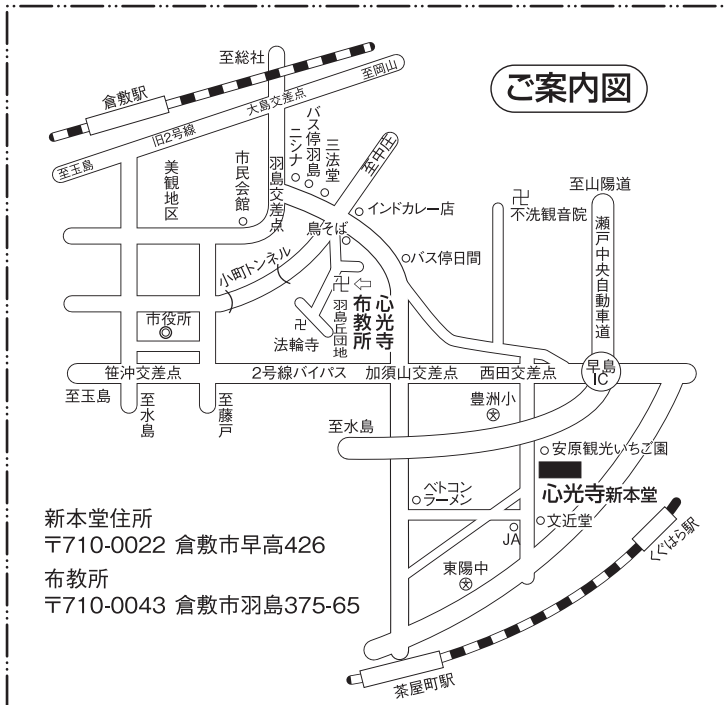 ご案内図
至総社
至岡山
倉敷駅
大島交差点
旧2号線
至玉島
美観地区
市民会館
羽島交差点
ニシナ
バス停羽島
三法堂
至中庄
インドカレー店
鳥そば
バス停日間
不洗観音院
至山陽道
瀬戸中央自動車道
小町トンネル
市役所
法輪寺
羽島丘団地
心光寺
布教所
笹沖交差点
2号線バイパス
加須山交差点
西田交差点
早島
IC
至玉島
至水島
至藤戸
至水島
豊洲小
安原観光いちご園
心光寺新本堂
ベトコン
ラーメン
文近堂
JA
東陽中
くぐはら駅
茶屋町駅
新本堂住所
〒710-0022 倉敷市早高426
布教所
〒710-0043 倉敷市羽島375-65